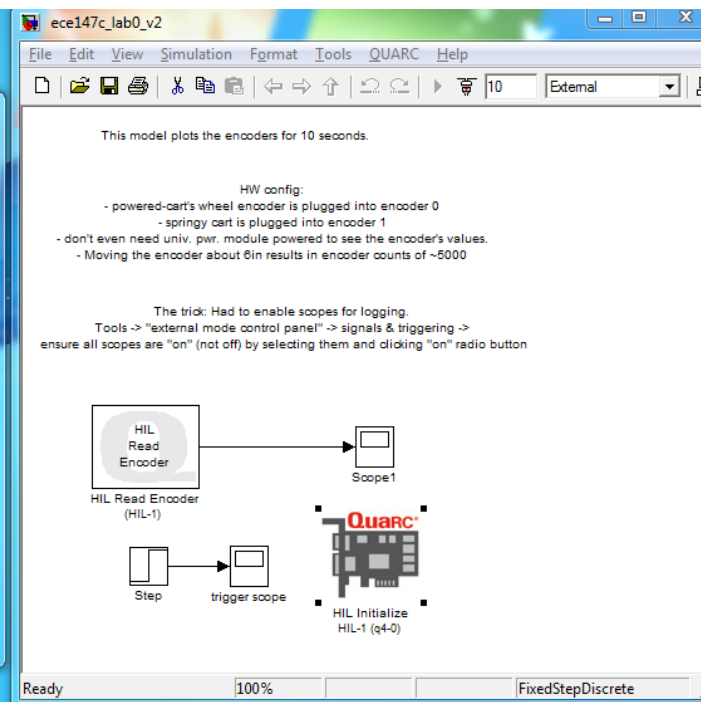 ece147c_lab0_v2
File Edit View Simulation Format Tools QUARC Help
10 External
This model plots the encoders for 10 seconds.
HW config:
- powered-cart's wheel encoder is plugged into encoder 0
- springy cart is plugged into encoder 1
- don't even need univ. pwr. module powered to see the encoder's values.
- Moving the encoder about 6in results in encoder counts of ~5000
The trick: Had to enable scopes for logging.
Tools -> "external mode control panel" -> signals & triggering ->
ensure all scopes are "on" (not off) by selecting them and clicking "on" radio button
HIL
Read
Encoder
HIL Read Encoder
(HIL-1)
Scope1
Step
trigger scope
QUARC
HIL Initialize
HIL-1 (q4-0)
Ready 100% FixedStepDiscrete